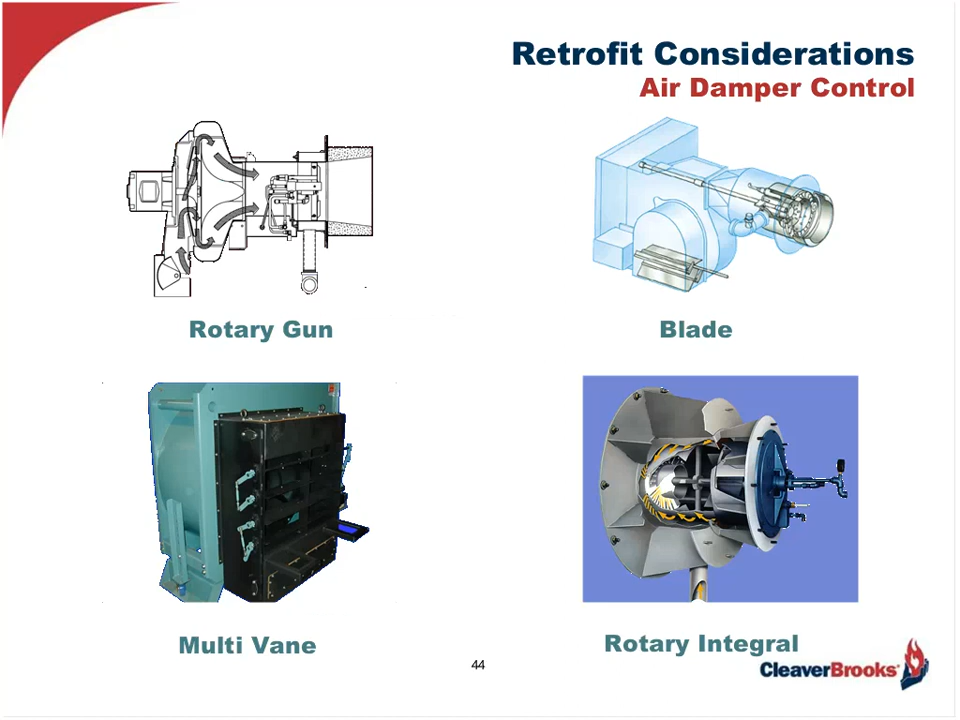 Retrofit Considerations
Air Damper Control
Rotary Gun
Blade
Multi Vane
Rotary Integral
44
CleaverBrooks®